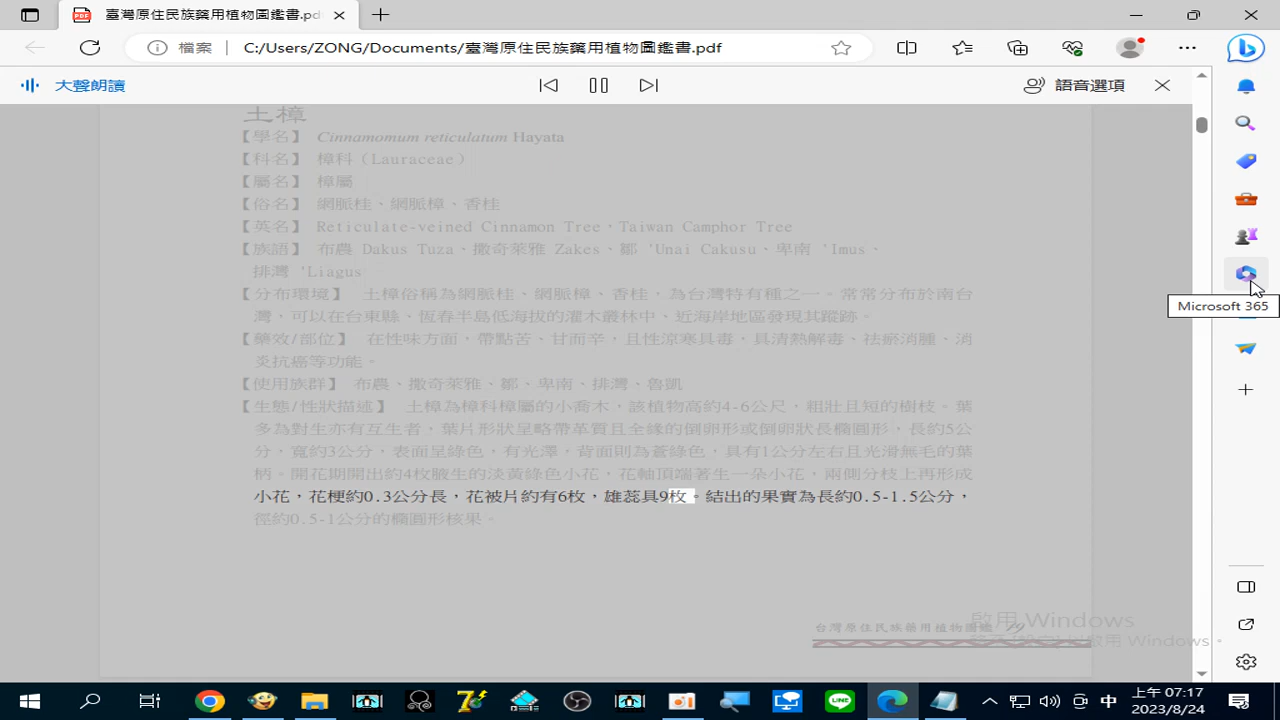 臺灣原住民族藥用植物圖鑑書.pd
檔案
C:/Users/ZONG/Documents/臺灣原住民族藥用植物圖鑑書.pdf
大聲朗讀
語音選項
土樟
【學名】 Cinnamomum reticulatum Hayata
【科名】 樟科（Lauraceae）
【屬名】 樟屬
【俗名】 網脈桂、網脈樟、香桂
【英名】 Reticulate-veined Cinnamon Tree，Taiwan Camphor Tree
【族語】 布農 Dakus Tuza、撒奇萊雅 Zakes、鄒 'Unai Cakusu、卑南 'Imus、
排灣 'Liagus
【分布環境】 土樟俗稱為網脈桂、網脈樟、香桂，為台灣特有種之一。常常分布於南台
灣，可以在台東縣、恆春半島低海拔的灌木叢林中，近海岸地區發現其蹤跡。
【藥效/部位】 在性味方面，帶點苦、甘而辛，且性涼寒具毒，具清熱解毒、祛瘀消腫、消
炎抗癌等功能。
【使用族群】 布農、撒奇萊雅、鄒、卑南、排灣、魯凱
【生態/性狀描述】 土樟為樟科樟屬的小喬木，該植物高約4-6公尺，粗壯且短的樹枝。葉
多為對生亦有互生者，葉片形狀呈略帶革質且全緣的倒卵形或倒卵狀長橢圓形，長約5公
分，寬約3公分，表面呈綠色，有光澤，背面則為蒼綠色，具有1公分左右且光滑無毛的葉
柄。開花期開出約4枚腋生的淡黃綠色小花，花軸頂端著生一朵小花，兩側分枝上再形成
小花，花梗約0.3公分長，花被片約有6枚，雄蕊具9枚。結出的果實為長約0.5-1.5公分，
徑約0.5-1公分的橢圓形核果。
台灣原住民族藥用植物圖鑑
Microsoft 365
啟用 Windows
中
上午 07:17
2023/8/24